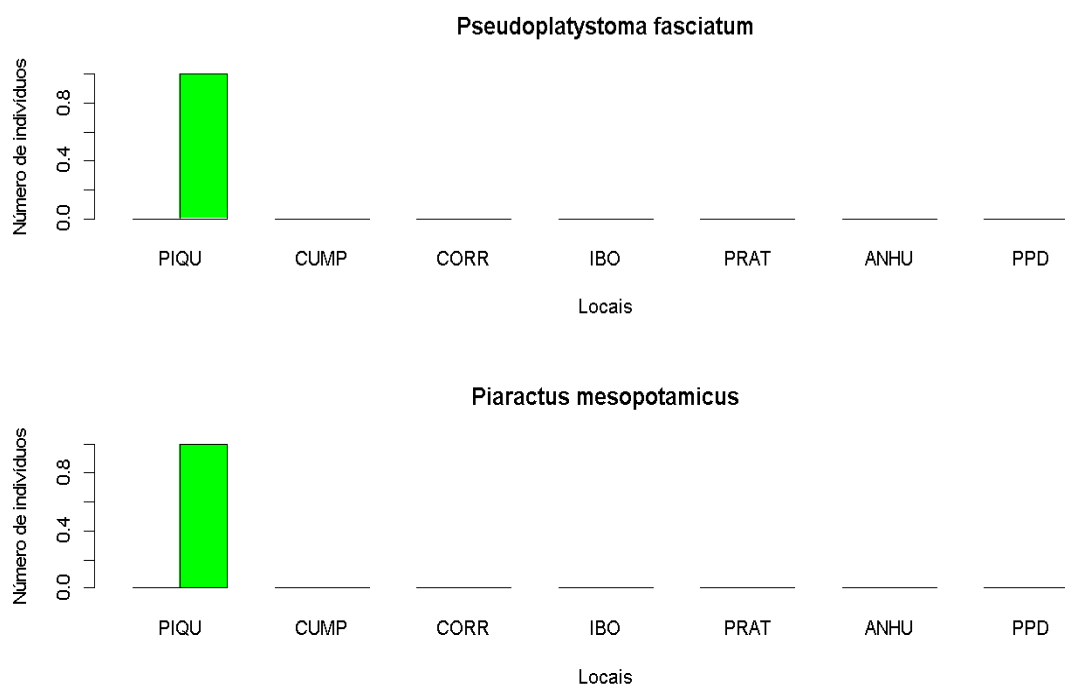 Pseudoplatystoma fasciatum
Número de indivíduos
0.8
0.4
0.0
PIQU CUMP CORR IBO PRAT ANHU PPD
Locais
Piaractus mesopotamicus
Número de indivíduos
0.8
0.4
0.0
PIQU CUMP CORR IBO PRAT ANHU PPD
Locais